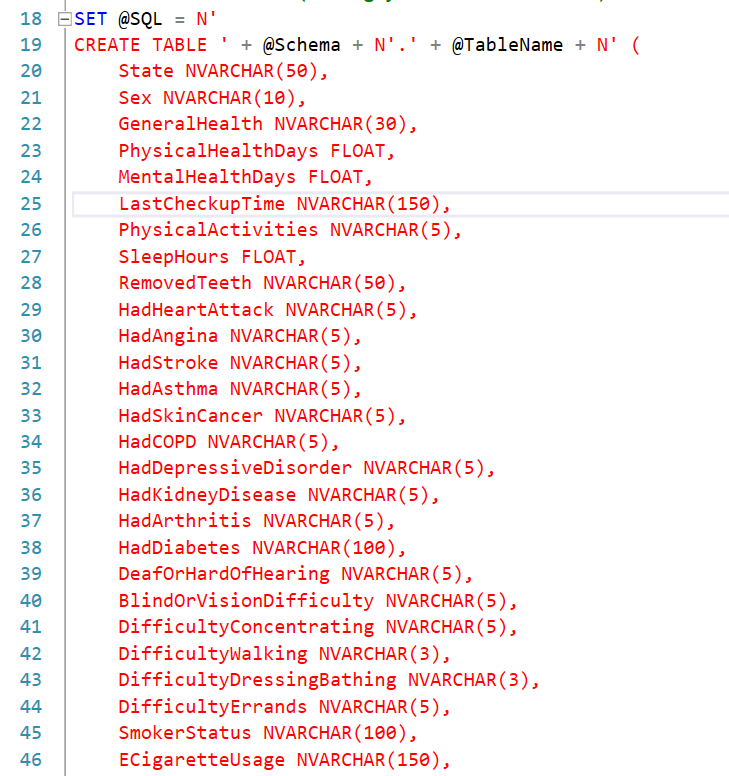 18 SET @SQL = N'
19 CREATE TABLE ' + @Schema + N'.' + @TableName + N' (
20 State NVARCHAR(50),
21 Sex NVARCHAR(10),
22 GeneralHealth NVARCHAR(30),
23 PhysicalHealthDays FLOAT,
24 MentalHealthDays FLOAT,
25 LastCheckupTime NVARCHAR(150),
26 PhysicalActivities NVARCHAR(5),
27 SleepHours FLOAT,
28 RemovedTeeth NVARCHAR(50),
29 HadHeartAttack NVARCHAR(5),
30 HadAngina NVARCHAR(5),
31 HadStroke NVARCHAR(5),
32 HadAsthma NVARCHAR(5),
33 HadSkinCancer NVARCHAR(5),
34 HadCOPD NVARCHAR(5),
35 HadDepressiveDisorder NVARCHAR(5),
36 HadKidneyDisease NVARCHAR(5),
37 HadArthritis NVARCHAR(5),
38 HadDiabetes NVARCHAR(100),
39 DeafOrHardOfHearing NVARCHAR(5),
40 BlindOrVisionDifficulty NVARCHAR(5),
41 DifficultyConcentrating NVARCHAR(5),
42 DifficultyWalking NVARCHAR(3),
43 DifficultyDressingBathing NVARCHAR(3),
44 DifficultyErrands NVARCHAR(5),
45 SmokerStatus NVARCHAR(100),
46 ECigaretteUsage NVARCHAR(150),